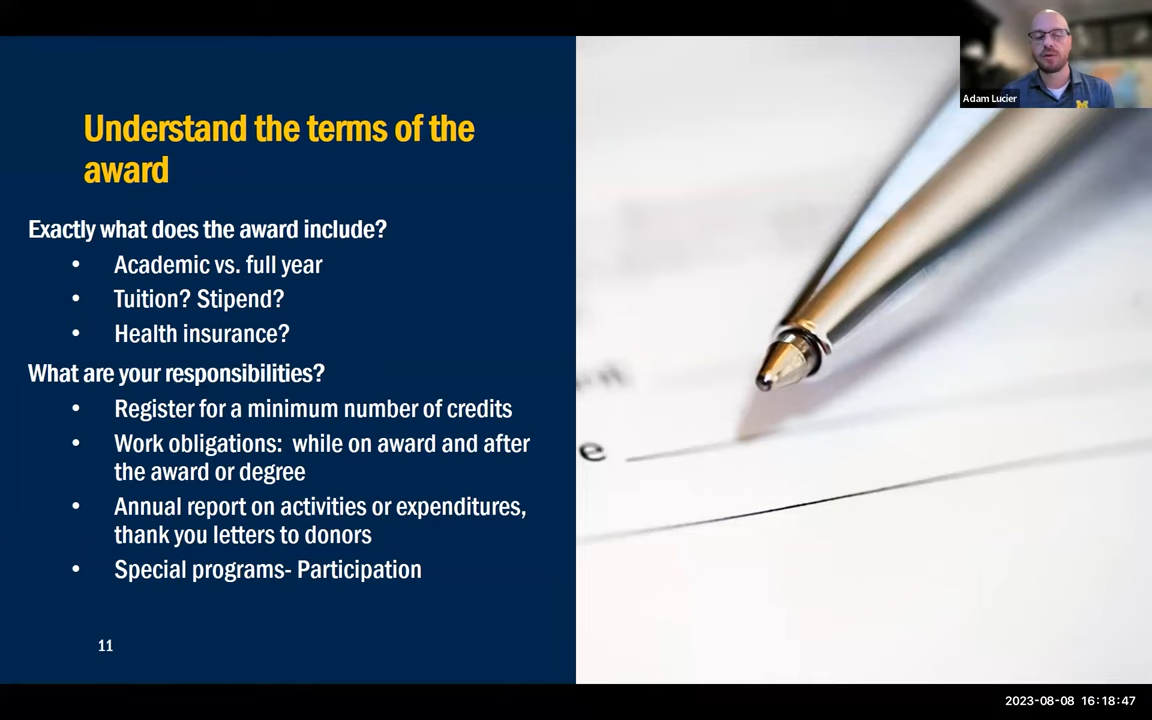 Adam Lucier
Understand the terms of the
award
Exactly what does the award include?
• Academic vs. full year
• Tuition? Stipend?
• Health insurance?
What are your responsibilities?
• Register for a minimum number of credits
• Work obligations:  while on award and after
the award or degree
• Annual report on activities or expenditures,
thank you letters to donors
• Special programs- Participation
11
e
M
2023-08-08 16:18:47